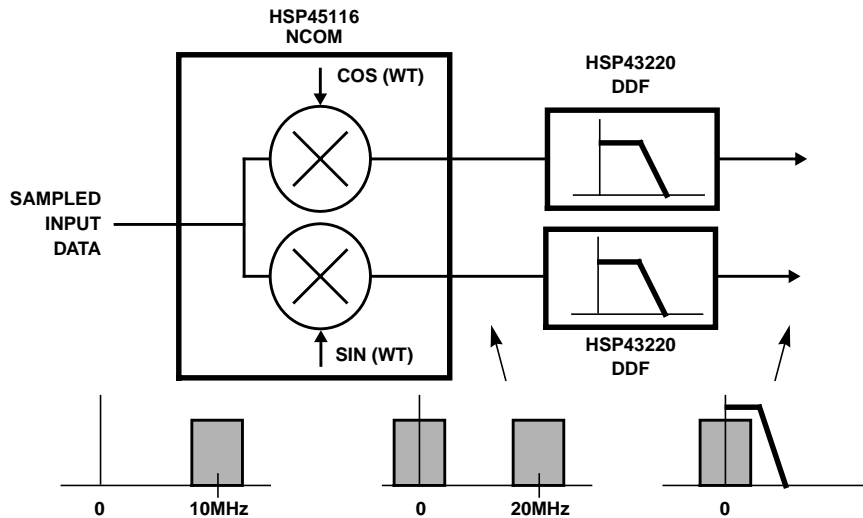 HSP45116
NCOM
COS (WT)
HSP43220
DDF
SAMPLED
INPUT
DATA
SIN (WT)
HSP43220
DDF
0
10MHz
0
20MHz
0